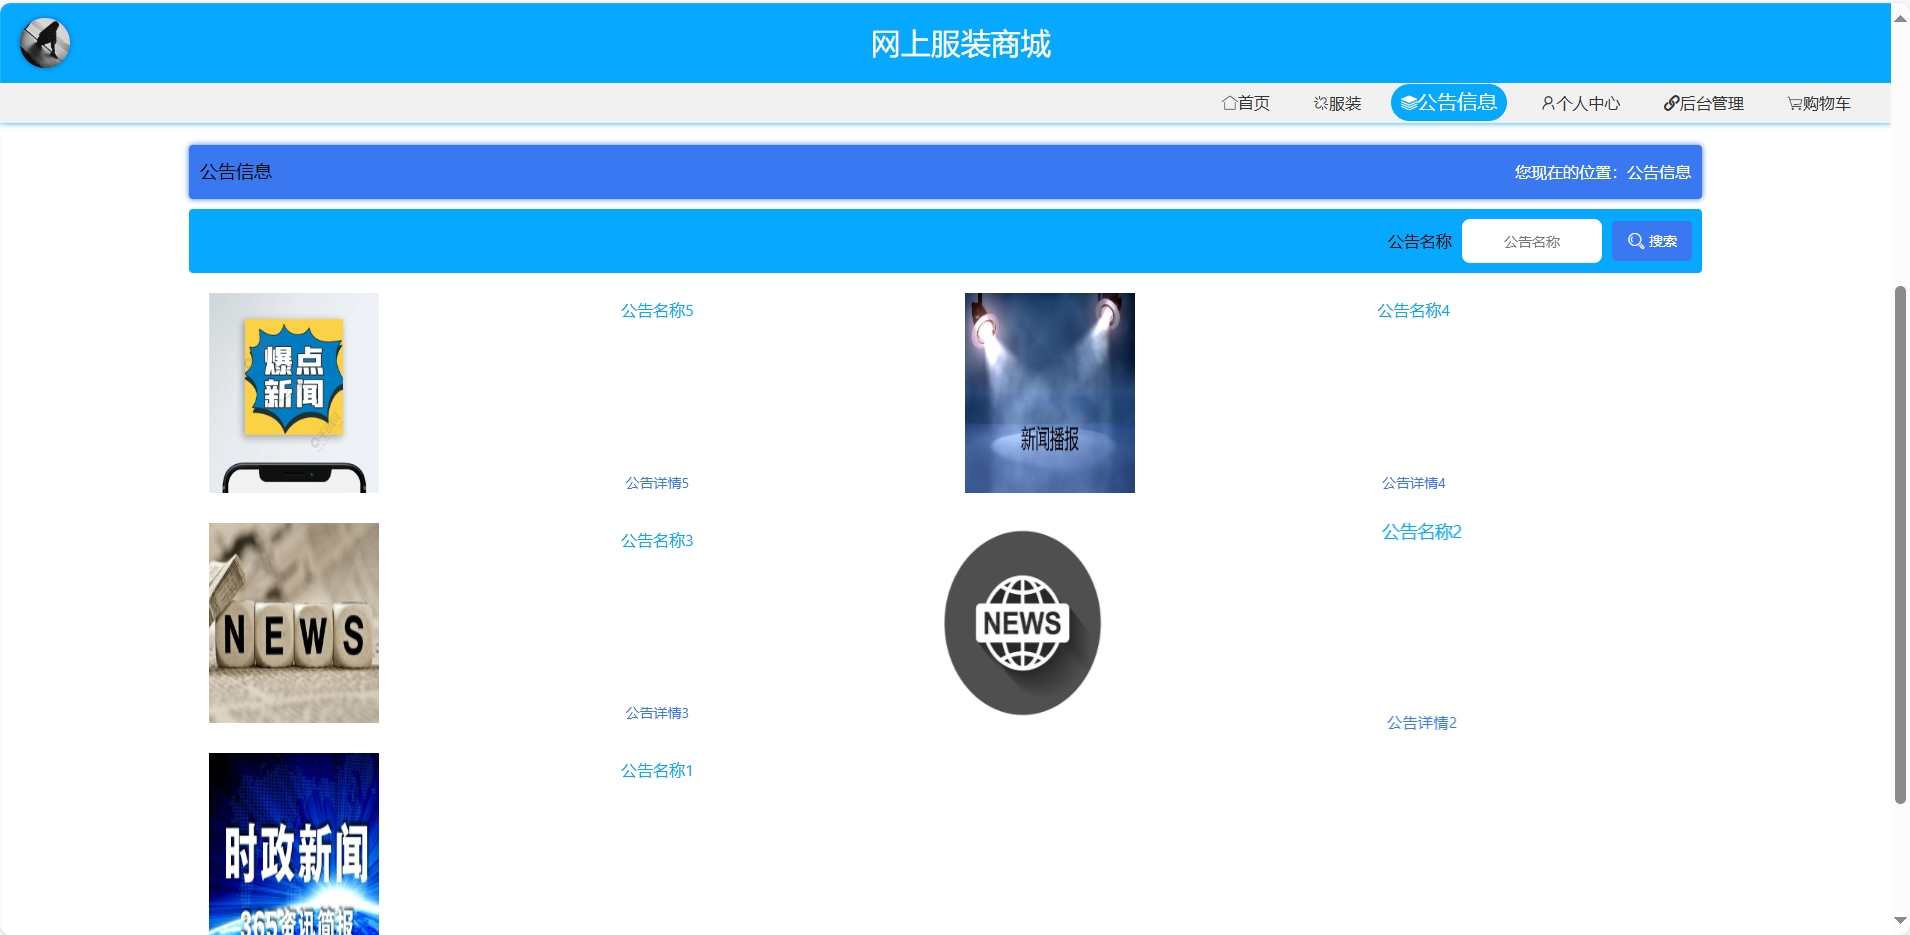 网上服装商城
首页 服装 公告信息 个人中心 后台管理 购物车
公告信息 您现在的位置：公告信息
公告名称 公告名称 搜索
爆点
新闻
公告名称5
公告详情5
新闻播报
公告名称4
公告详情4
NEWS
公告名称3
公告详情3
NEWS
公告名称2
公告详情2
时政新闻
365资讯简报
公告名称1